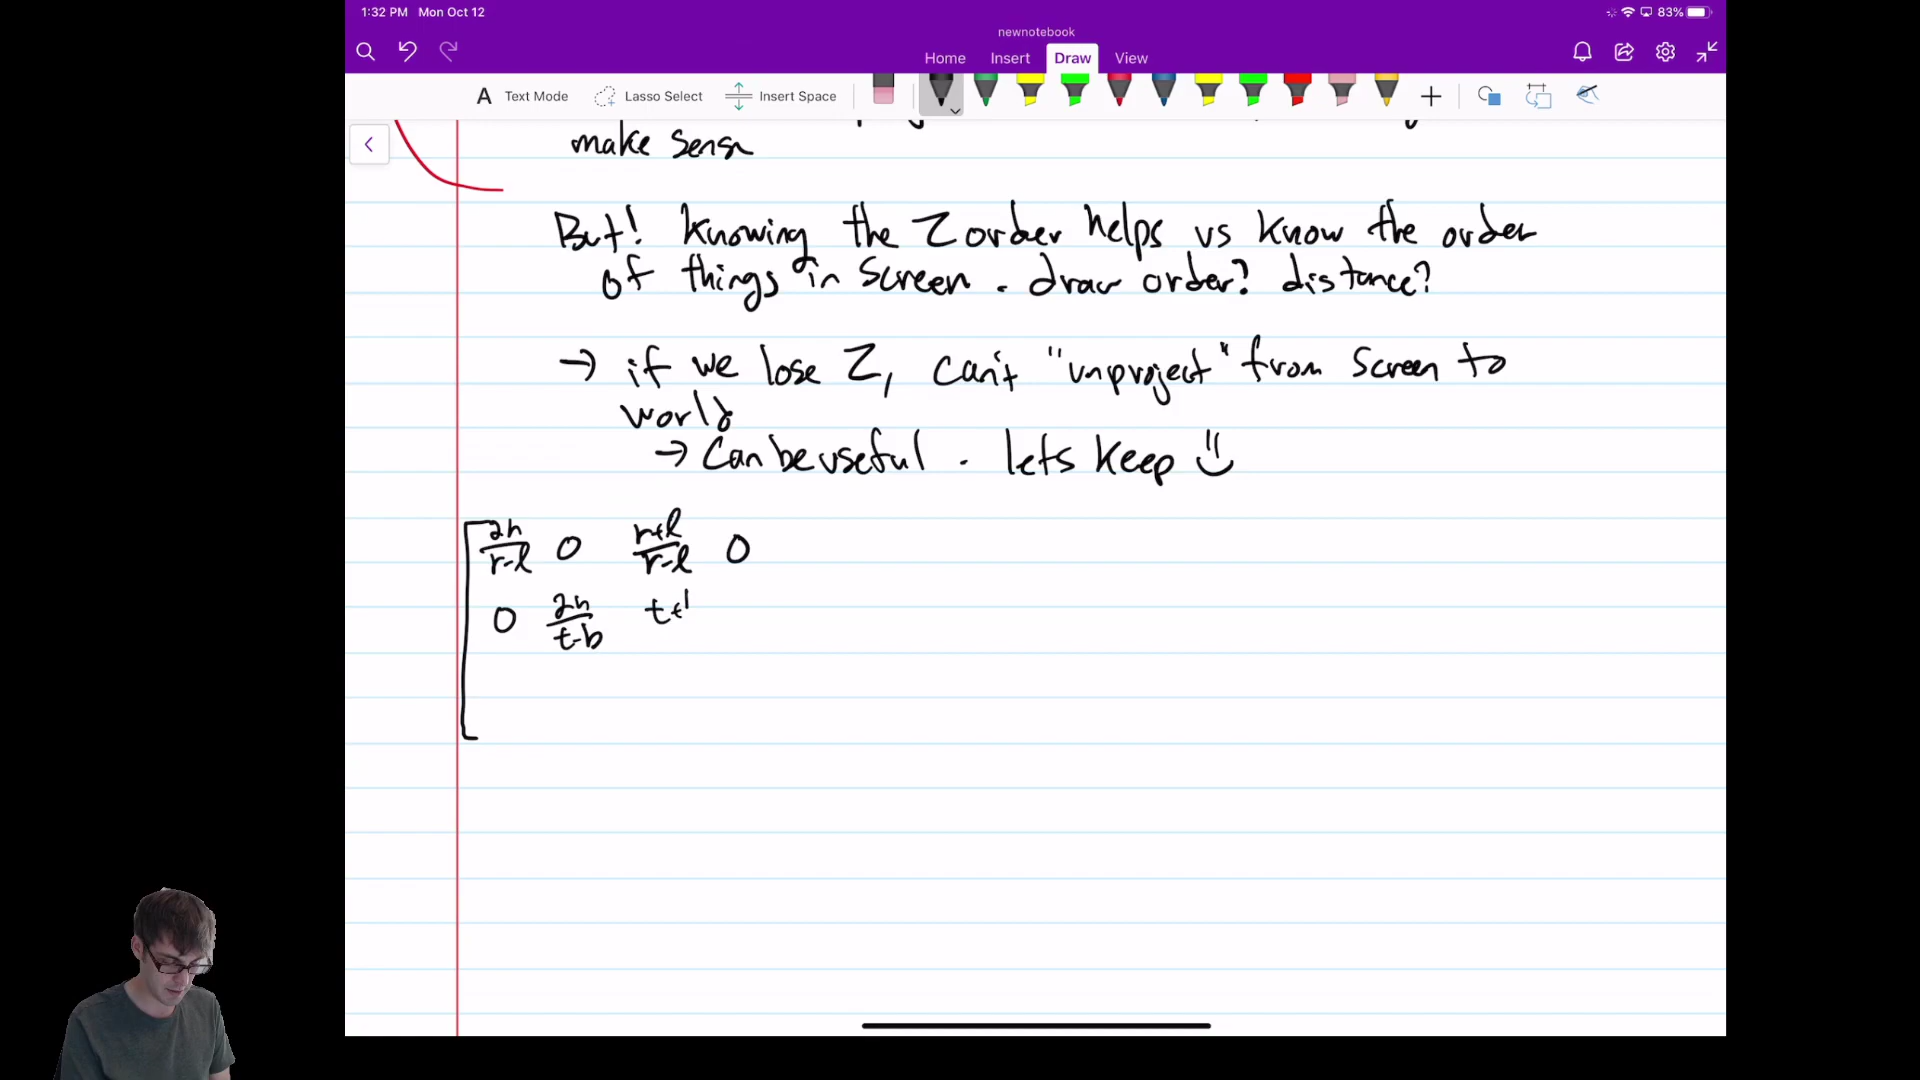 1:32 PM Mon Oct 12
83%
newnotebook
Home Insert Draw View
A Text Mode Lasso Select Insert Space
make sense
But! Knowing the Z order helps vs know the order
of things in screen. draw order? distance?
→ if we lose Z, can't "unproject" from screen to
world
→ Can be useful. lets keep
2n/r-l 0 r+l/r-l 0
0 2n/t-b t+